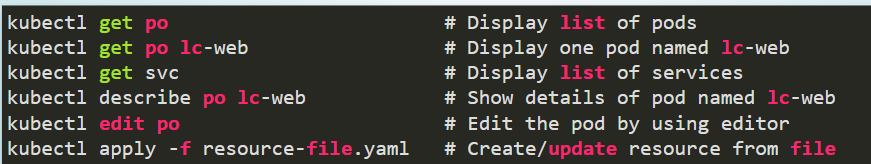 kubectl get po # Display list of pods
kubectl get po lc-web # Display one pod named lc-web
kubectl get svc # Display list of services
kubectl describe po lc-web # Show details of pod named lc-web
kubectl edit po # Edit the pod by using editor
kubectl apply -f resource-file.yaml # Create/update resource from file